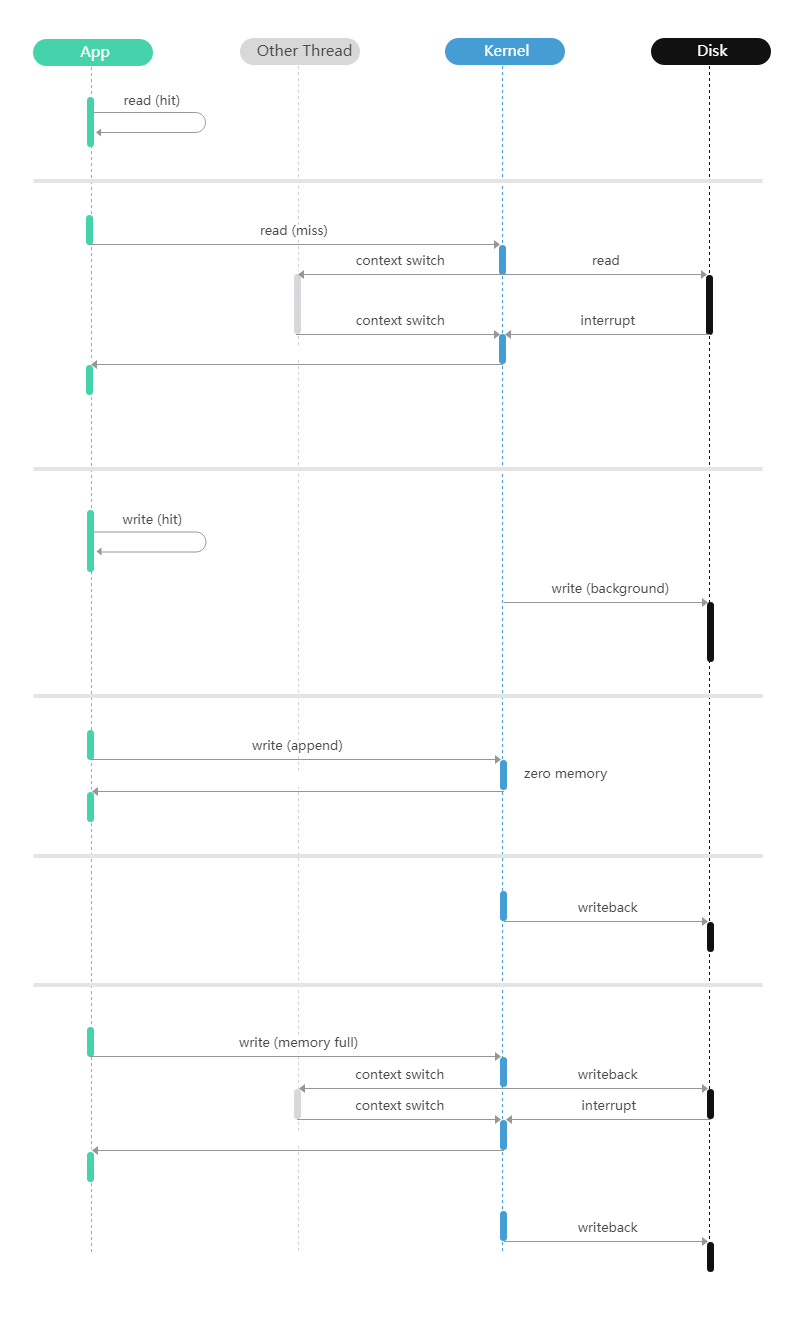 App
Other Thread
Kernel
Disk
read (hit)
read (miss)
context switch
read
context switch
interrupt
write (hit)
write (background)
write (append)
zero memory
writeback
write (memory full)
context switch
writeback
context switch
interrupt
writeback